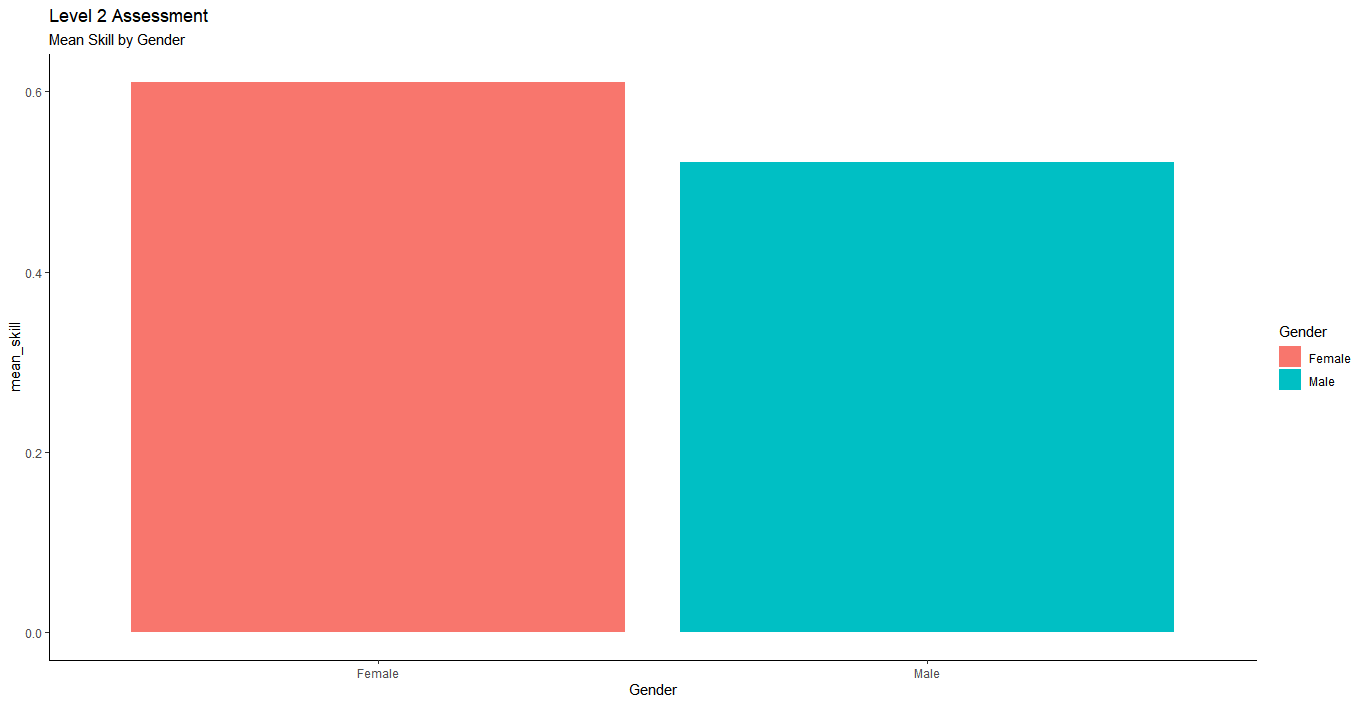 Level 2 Assessment
Mean Skill by Gender
mean_skill
0.6
0.4
0.2
0.0
Female
Male
Gender
Gender
Female
Male